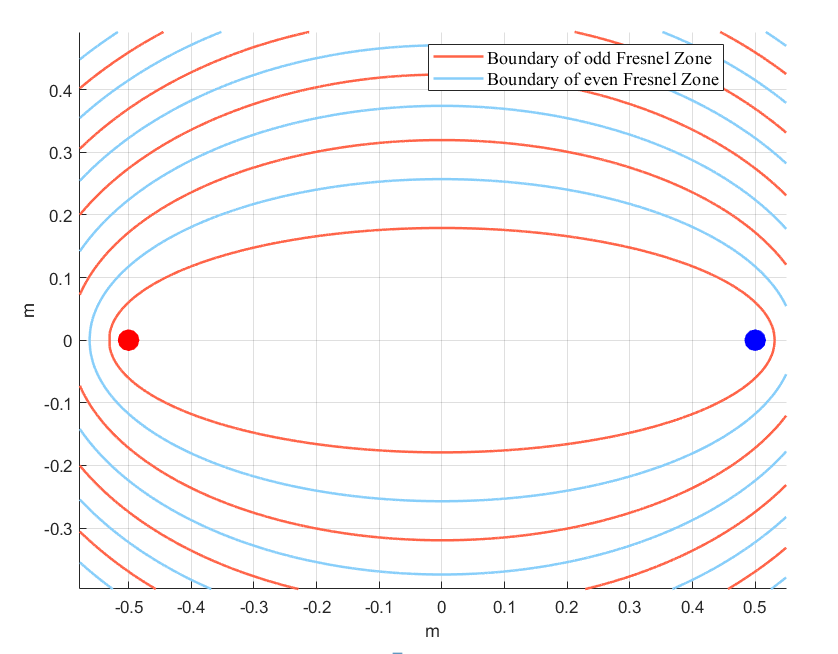 Boundary of odd Fresnel Zone
Boundary of even Fresnel Zone
0.4
0.3
0.2
0.1
0
-0.1
-0.2
-0.3
m
-0.5 -0.4 -0.3 -0.2 -0.1 0 0.1 0.2 0.3 0.4 0.5
m